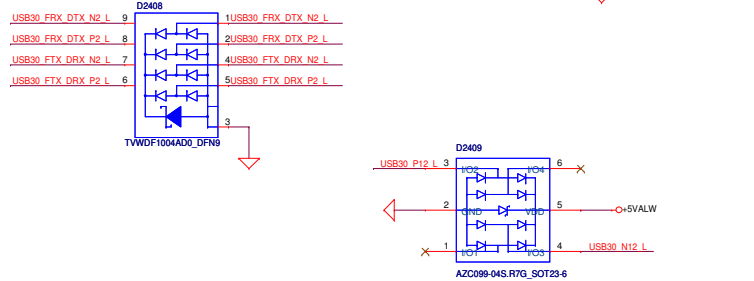 D2408
USB30_FRX_DTX_N2_L 9 1 USB30_FRX_DTX_N2_L
USB30_FRX_DTX_P2_L 8 2 USB30_FRX_DTX_P2_L
USB30_FTX_DRX_N2_L 7 4 USB30_FTX_DRX_N2_L
USB30_FTX_DRX_P2_L 6 5 USB30_FTX_DRX_P2_L
3
TVWDF1004AD0_DFN9
D2409
USB30_P12_L 3 I/O2 I/O4 6
2 GND VDD 5 +5VALW
1 I/O1 I/O3 4 USB30_N12_L
AZC099-04S.R7G_SOT23-6